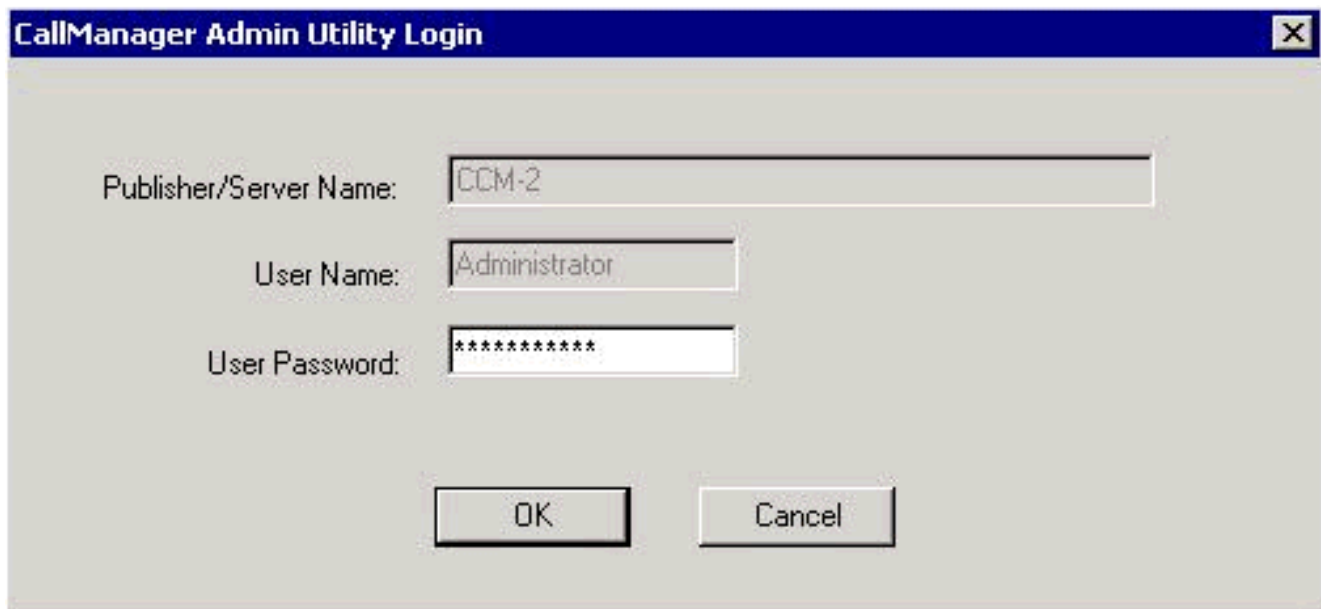 CallManager Admin Utility Login
Publisher/Server Name: CCM-2
User Name: Administrator
User Password: ***********
OK Cancel